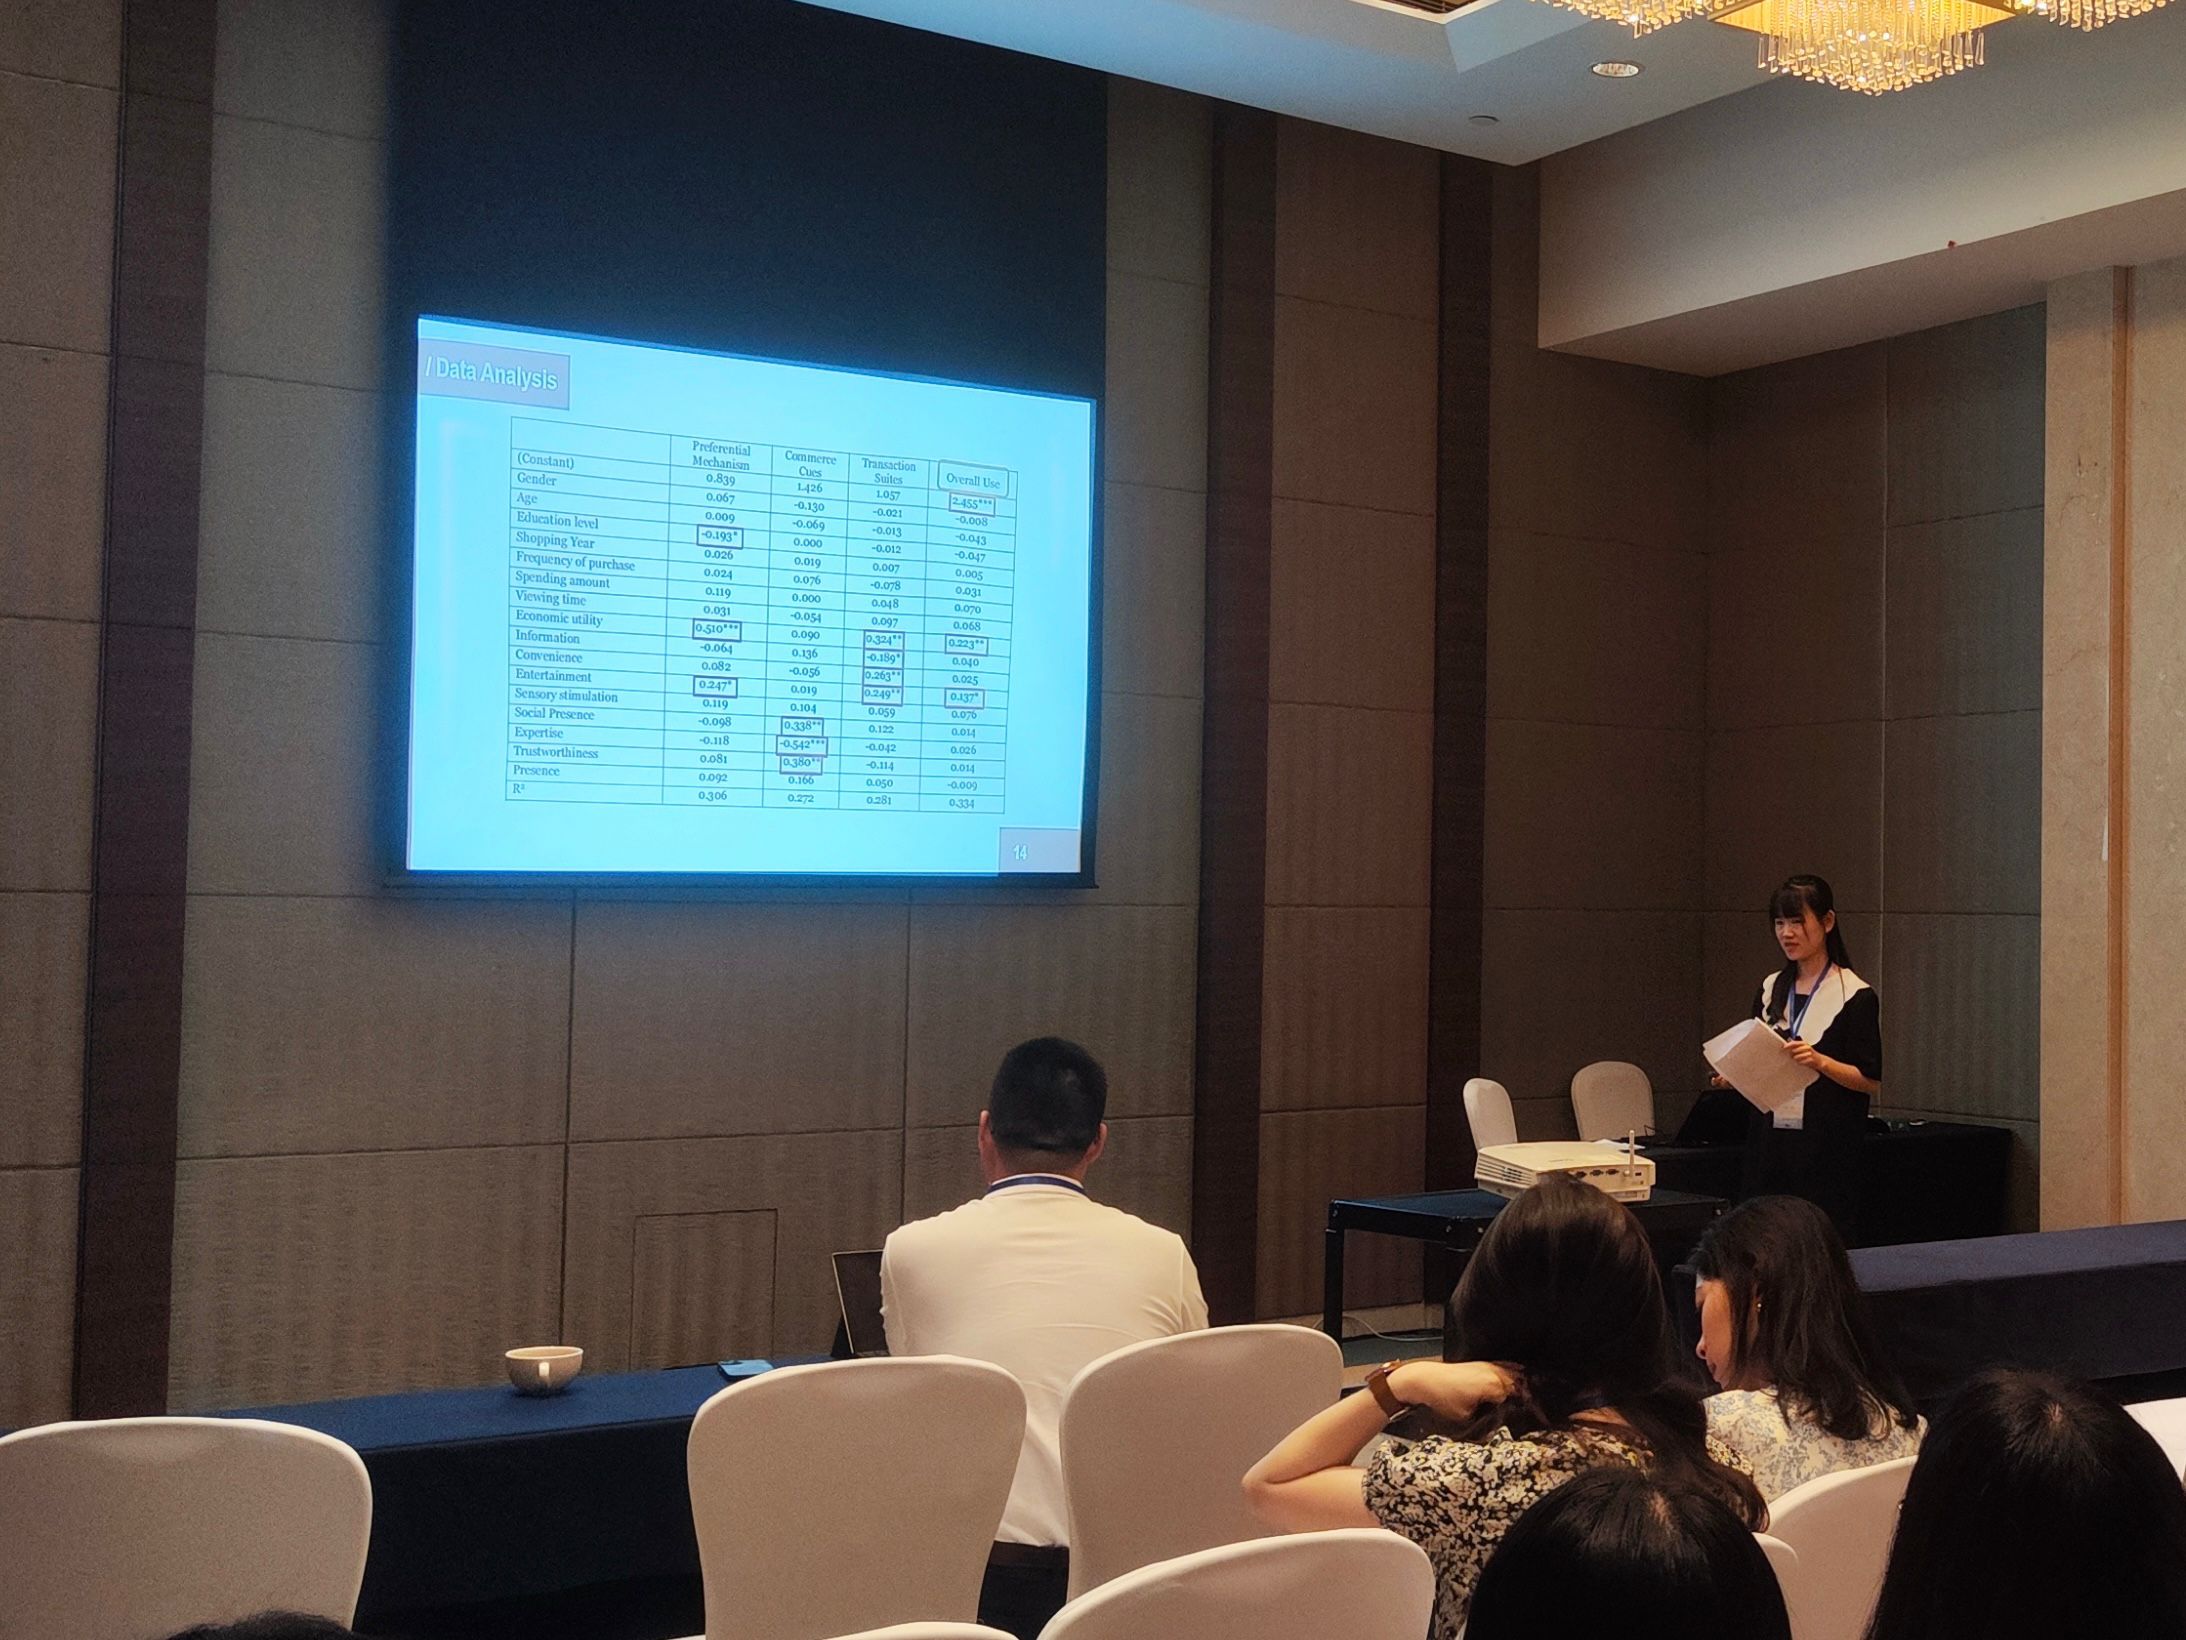 / Data Analysis
Preferential Mechanism Commerce Cues Transaction Suites Overall Use
(Constant) 0.839 1.426 1.057 2.455***
Gender 0.067 -0.130 -0.021 -0.008
Age 0.009 -0.069 -0.013 -0.043
Education level -0.193* 0.000 -0.012 -0.047
Shopping Year 0.026 0.019 0.007 0.005
Frequency of purchase 0.024 0.076 -0.078 0.031
Spending amount 0.119 0.000 0.048 0.070
Viewing time 0.031 -0.054 0.097 0.068
Economic utility 0.510*** 0.090 0.324** 0.223**
Information -0.064 0.136 -0.189* 0.040
Convenience 0.082 -0.056 0.263** 0.025
Entertainment 0.247* 0.019 0.249** 0.137*
Sensory stimulation 0.119 0.104 0.059 0.076
Social Presence -0.098 0.338** 0.122 0.014
Expertise -0.118 -0.542*** -0.042 0.026
Trustworthiness 0.081 0.380** -0.114 0.014
Presence 0.092 0.166 0.050 -0.009
R² 0.306 0.272 0.281 0.334
14